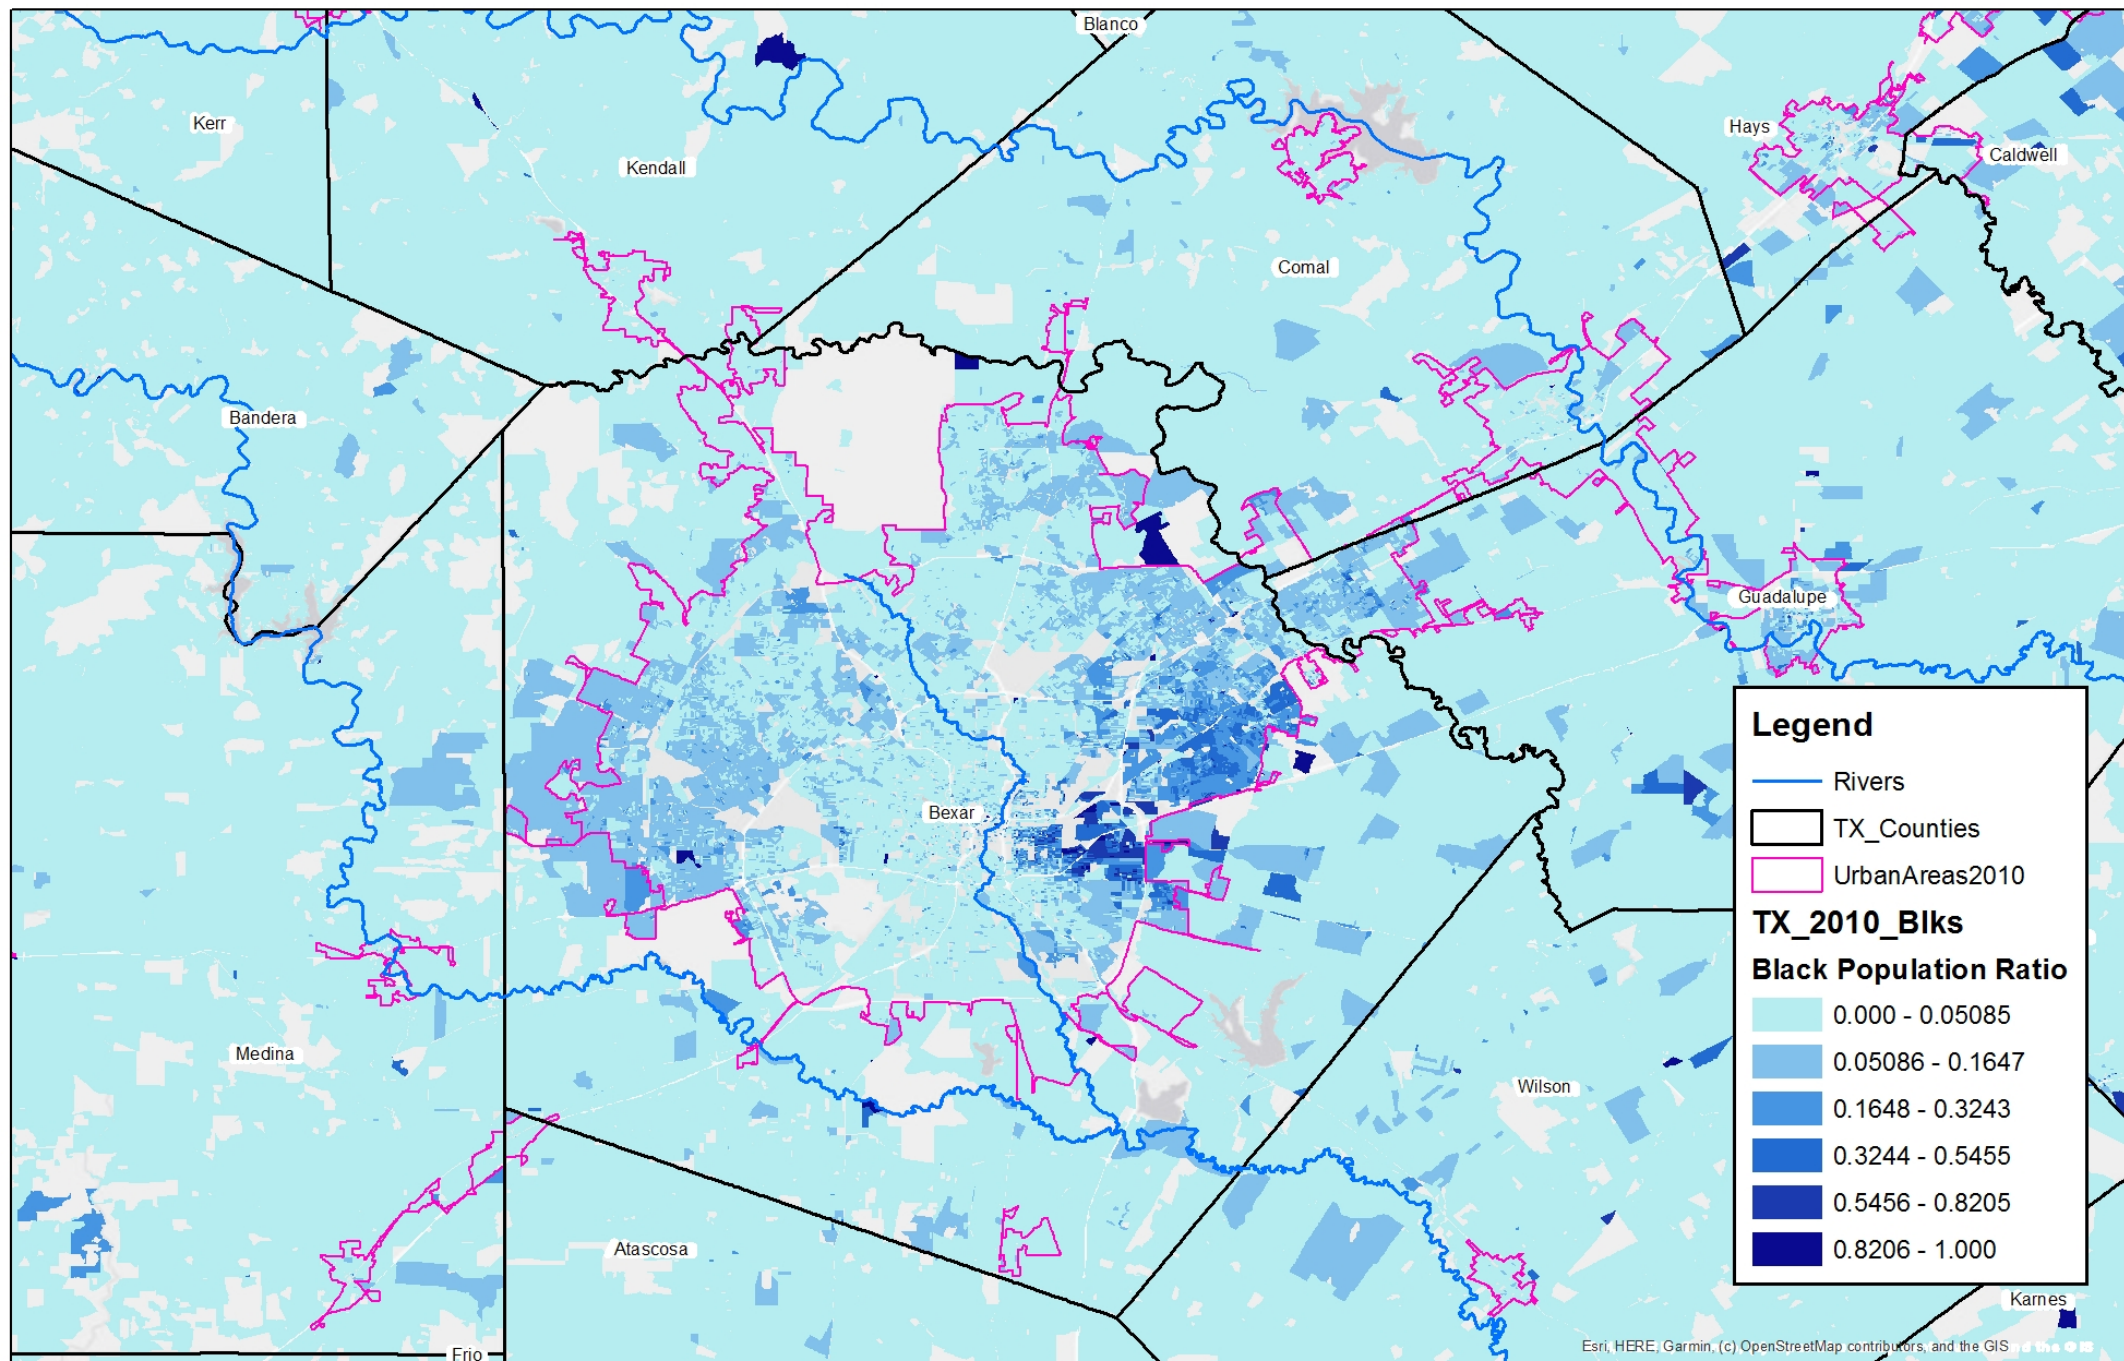 Blanco
Kerr
Hays
Kendall
Caldwell
Comal
Bandera
Guadalupe
Bexar
Medina
Wilson
Atascosa
Karnes
Frio
Legend
Rivers
TX_Counties
UrbanAreas2010
TX_2010_Blks
Black Population Ratio
0.000 - 0.05085
0.05086 - 0.1647
0.1648 - 0.3243
0.3244 - 0.5455
0.5456 - 0.8205
0.8206 - 1.000
Esri, HERE, Garmin, (c) OpenStreetMap contributors, and the GIS